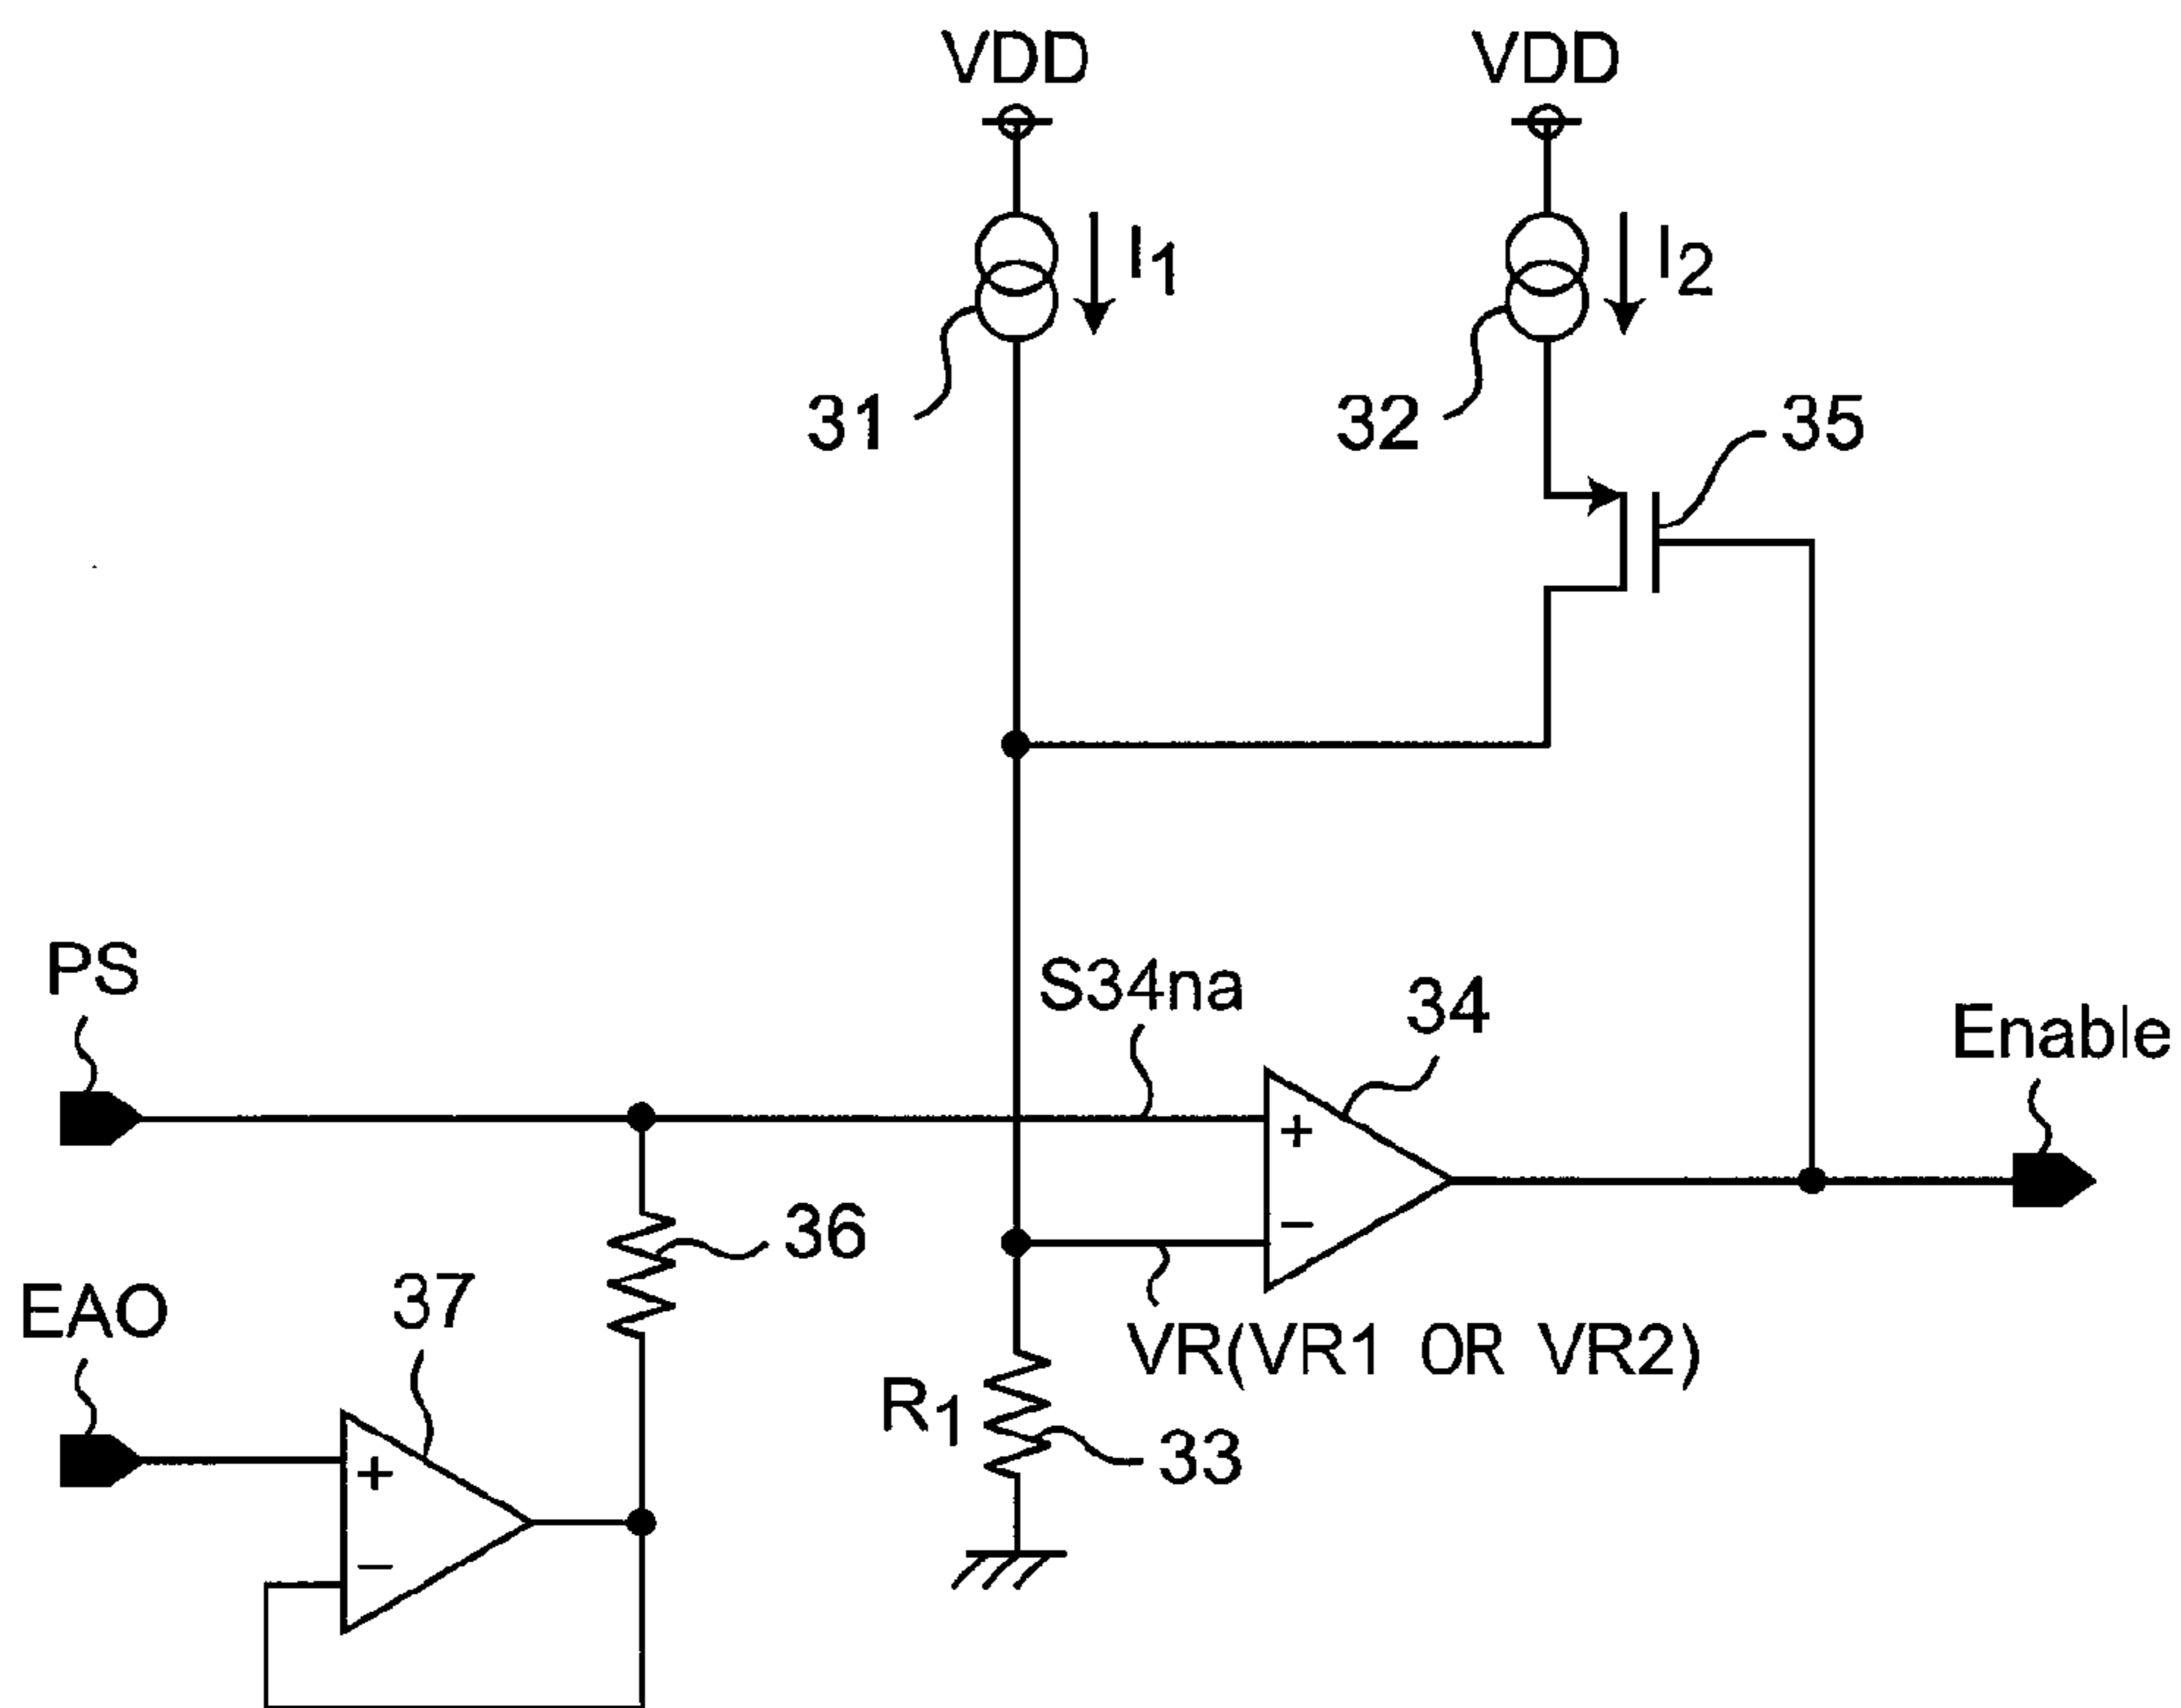 VDD VDD
I1 I2
31 32 35
PS
S34na 34
Enable
36
EAO 37
VR(VR1 OR VR2)
R1 33
+
−
+
−